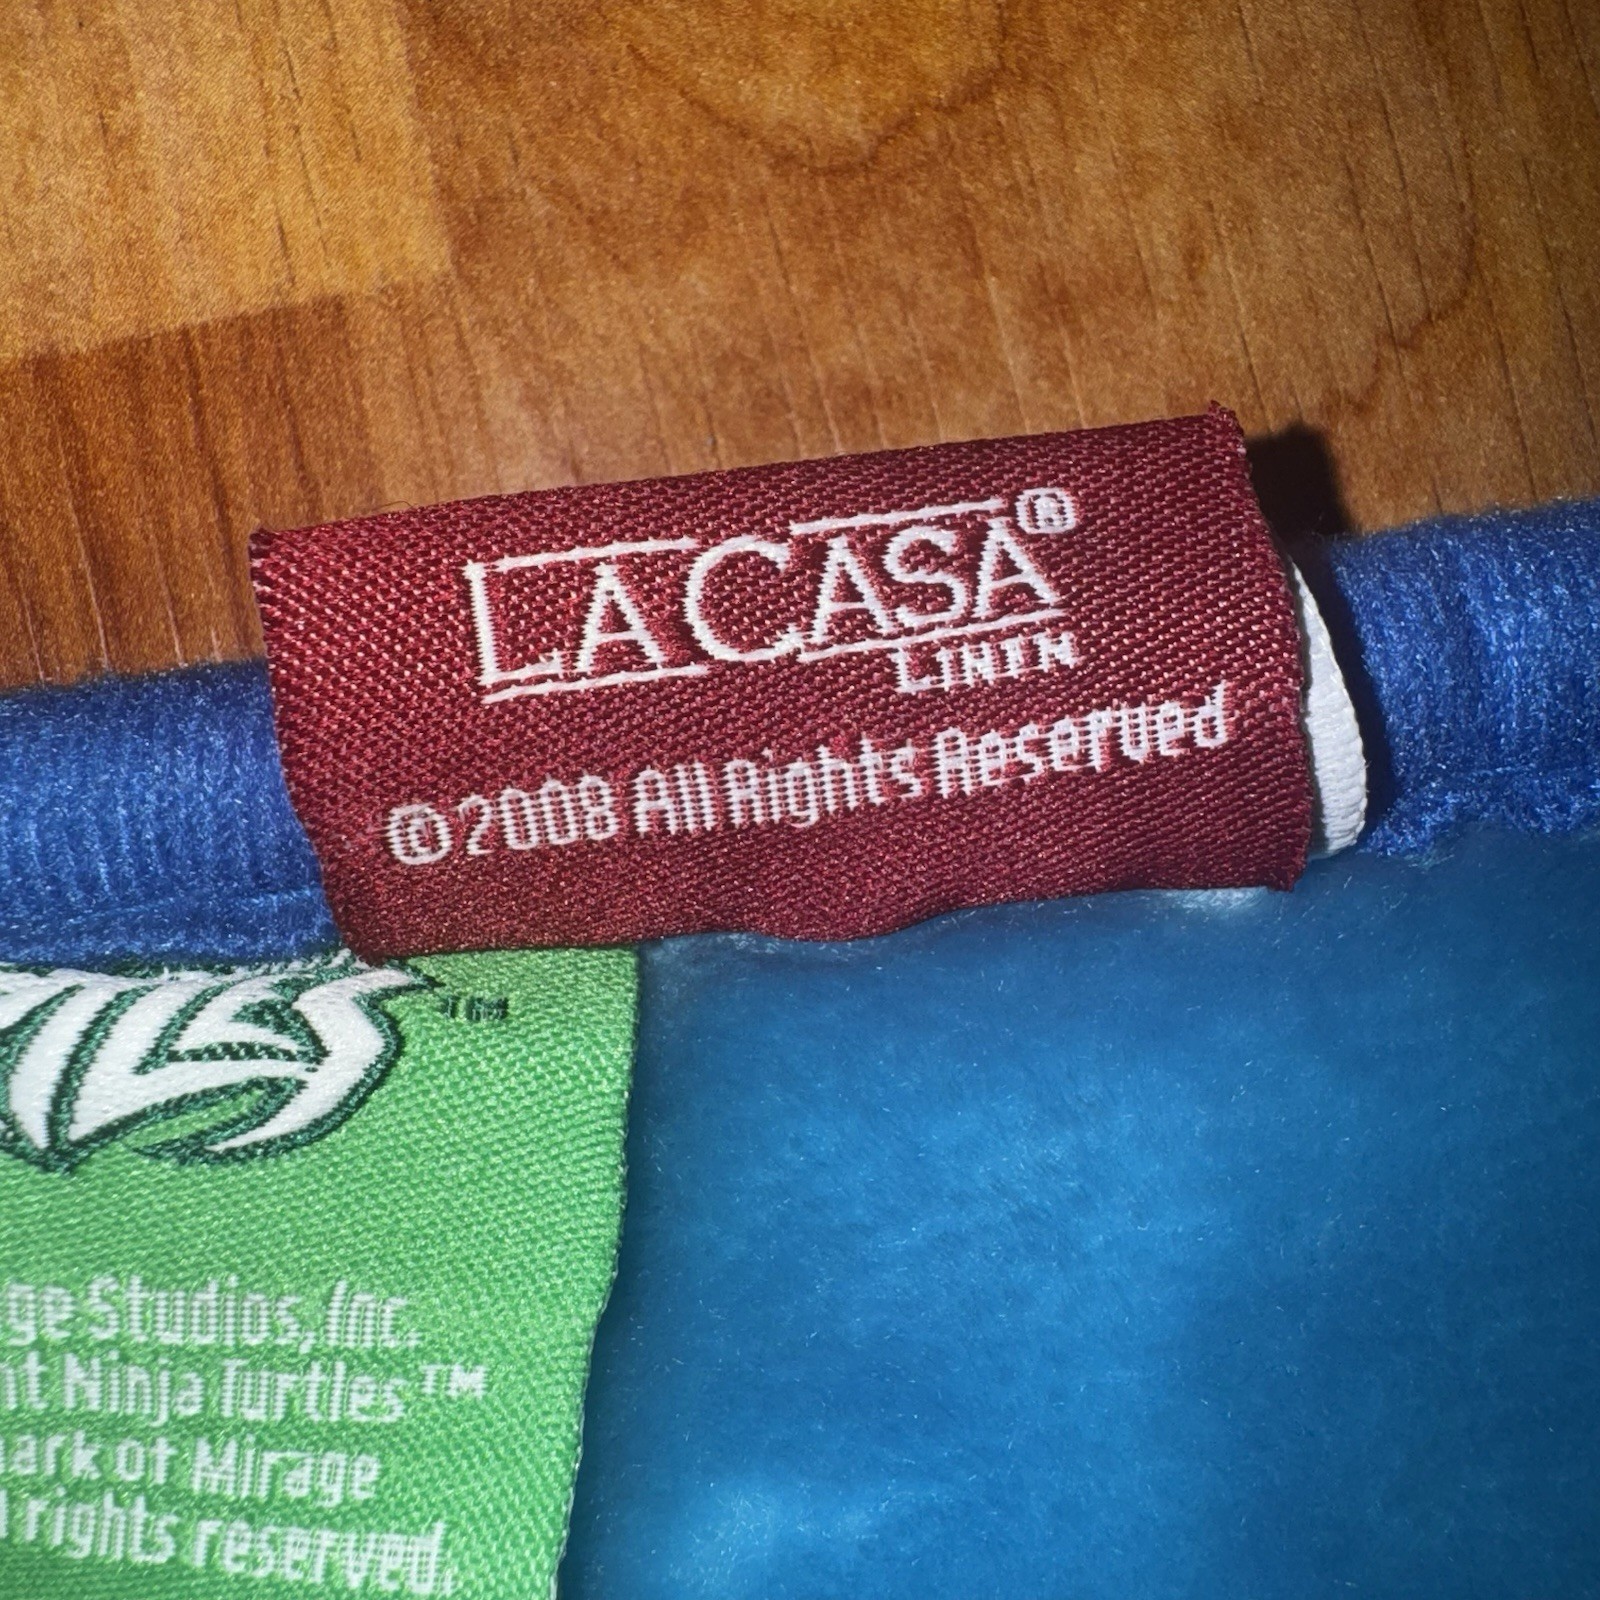 LA CASA®
LINEN
©2008 All Rights Reserved
TM
ge Studios, Inc.
nt Ninja Turtles™
ark of Mirage
rights reserved.